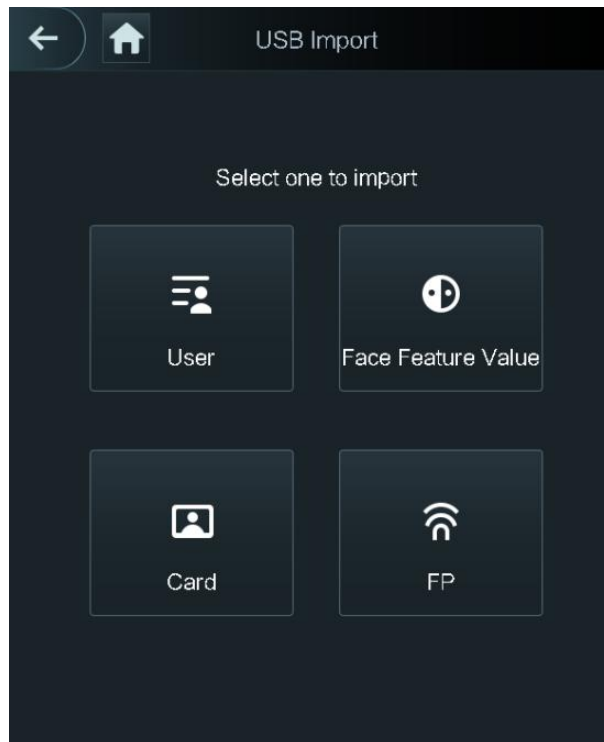 USB Import
Select one to import
User
Face Feature Value
Card
FP